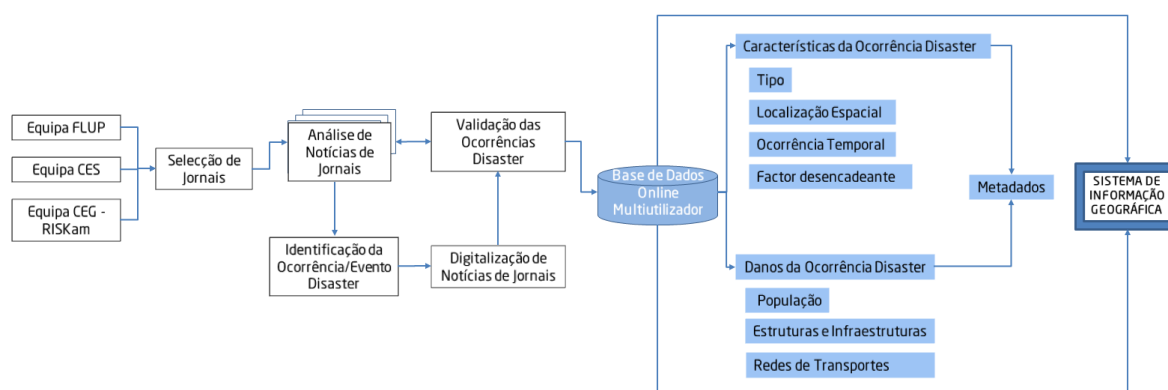 Equipa FLUP
Equipa CES
Equipa CEG -
RISKam
Selecção de
Jornais
Análise de
Notícias de
Jornais
Identificação da
Ocorrência/Evento
Disaster
Validação das
Ocorrências
Disaster
Digitalização de
Notícias de Jornais
Base de Dados
Online
Multiutilizador
Características da Ocorrência Disaster
Tipo
Localização Espacial
Ocorrência Temporal
Factor desencadeante
Danos da Ocorrência Disaster
População
Estruturas e Infraestruturas
Redes de Transportes
Metadados
SISTEMA DE
INFORMAÇÃO
GEOGRÁFICA